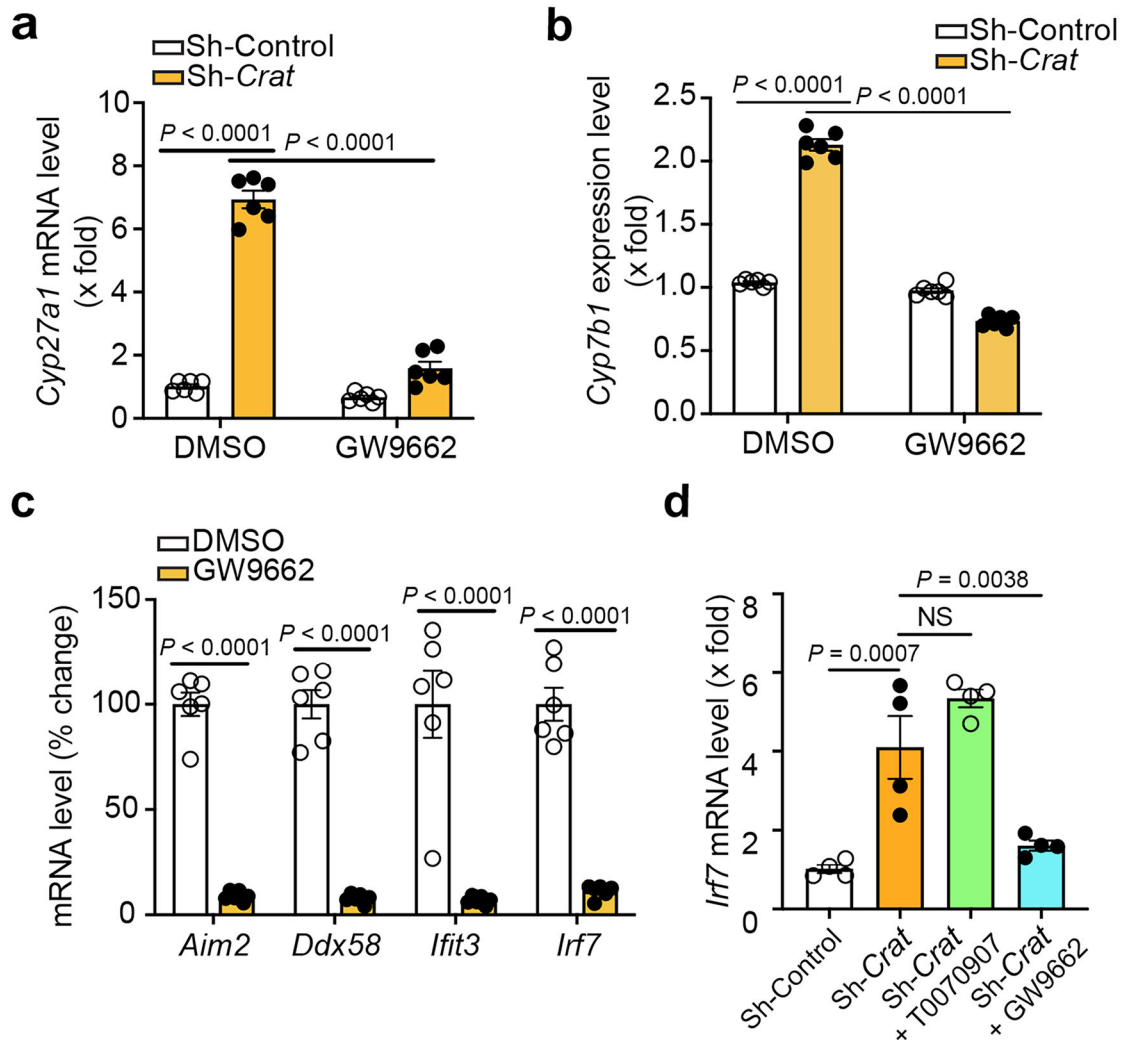 a
Sh-Control
Sh-Crat
Cyp27a1 mRNA level
(x fold)
10
8
6
4
2
0
P < 0.0001
P < 0.0001
DMSO
GW9662
b
Sh-Control
Sh-Crat
Cyp7b1 expression level
(x fold)
2.5
2.0
1.5
1.0
0.5
0.0
P < 0.0001
P < 0.0001
DMSO
GW9662
c
DMSO
GW9662
mRNA level (% change)
150
100
50
0
P < 0.0001
P < 0.0001
P < 0.0001
P < 0.0001
Aim2
Ddx58
Ifit3
Irf7
d
Irf7 mRNA level (x fold)
8
6
4
2
0
P = 0.0038
NS
P = 0.0007
Sh-Control
Sh-Crat
Sh-Crat
+ T0070907
Sh-Crat
+ GW9662